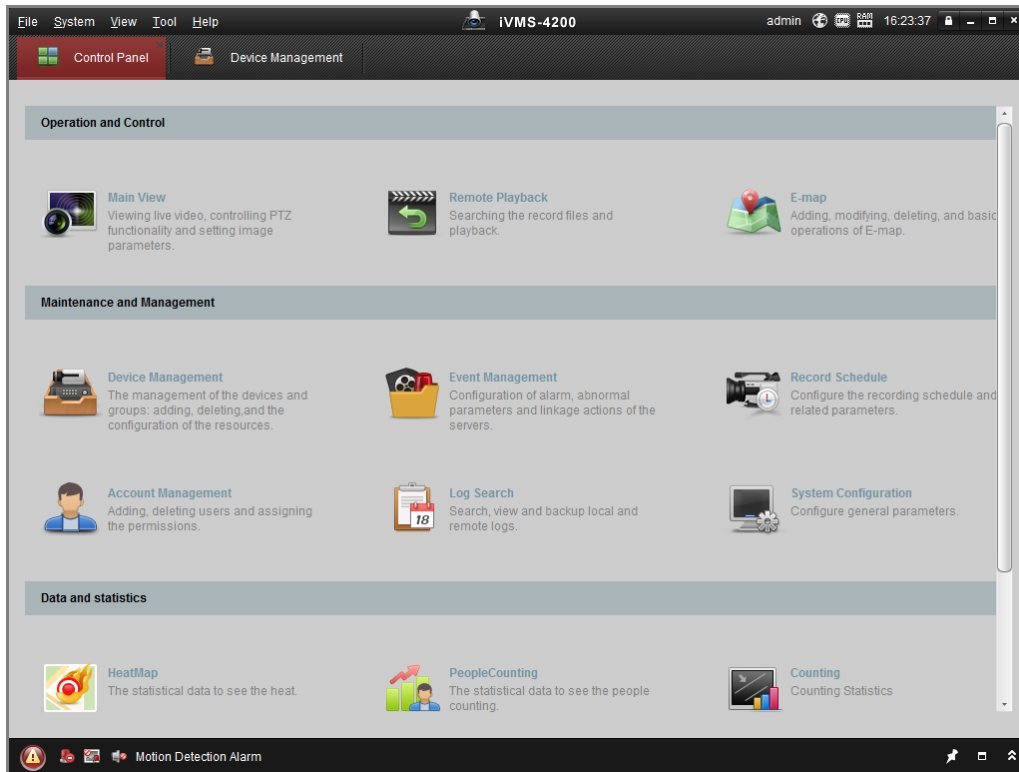 File System View Tool Help iVMS-4200 admin CPU RAM 16:23:37
Control Panel Device Management
Operation and Control
Main View
Viewing live video, controlling PTZ
functionality and setting image
parameters.
Remote Playback
Searching the record files and
playback.
E-map
Adding, modifying, deleting, and basic
operations of E-map.
Maintenance and Management
Device Management
The management of the devices and
groups: adding, deleting,and the
configuration of the resources.
Event Management
Configuration of alarm, abnormal
parameters and linkage actions of the
servers.
Record Schedule
Configure the recording schedule and
related parameters.
Account Management
Adding, deleting users and assigning
the permissions.
18
Log Search
Search, view and backup local and
remote logs.
System Configuration
Configure general parameters.
Data and statistics
HeatMap
The statistical data to see the heat.
PeopleCounting
The statistical data to see the people
counting.
Counting
Counting Statistics
Motion Detection Alarm